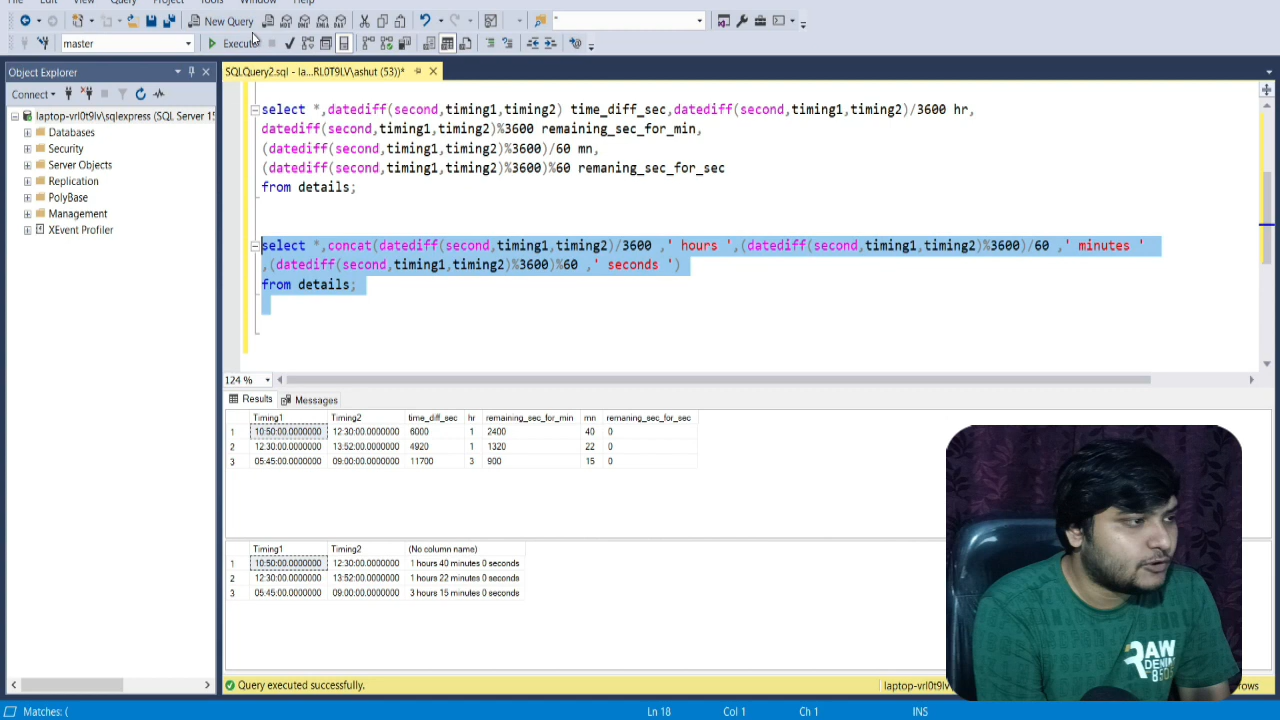 Query
Project
Tools
Window
Help
New Query
master
Execute
Object Explorer
SQLQuery2.sql - la...RL0T9LV\ashut (53))*
Connect
laptop-vrl0t9lv\sqlexpress (SQL Server 15
Databases
Security
Server Objects
Replication
PolyBase
Management
XEvent Profiler
select *,datediff(second,timing1,timing2) time_diff_sec,datediff(second,timing1,timing2)/3600 hr,
datediff(second,timing1,timing2)%3600 remaining_sec_for_min,
(datediff(second,timing1,timing2)%3600)/60 mn,
(datediff(second,timing1,timing2)%3600)%60 remaning_sec_for_sec
from details;
select *,concat(datediff(second,timing1,timing2)/3600 ,' hours ',(datediff(second,timing1,timing2)%3600)/60 ,' minutes '
,(datediff(second,timing1,timing2)%3600)%60 ,' seconds ')
from details;
124 %
Results Messages
Timing1 Timing2 time_diff_sec hr remaining_sec_for_min mn remaning_sec_for_sec
1 10:50:00.0000000 12:30:00.0000000 6000 1 2400 40 0
2 12:30:00.0000000 13:52:00.0000000 4920 1 1320 22 0
3 05:45:00.0000000 09:00:00.0000000 11700 3 900 15 0
Timing1 Timing2 (No column name)
1 10:50:00.0000000 12:30:00.0000000 1 hours 40 minutes 0 seconds
2 12:30:00.0000000 13:52:00.0000000 1 hours 22 minutes 0 seconds
3 05:45:00.0000000 09:00:00.0000000 3 hours 15 minutes 0 seconds
RAW
Query executed successfully.
laptop-vrl0t9lv
rows
Matches: (
Ln 18 Col 1 Ch 1 INS